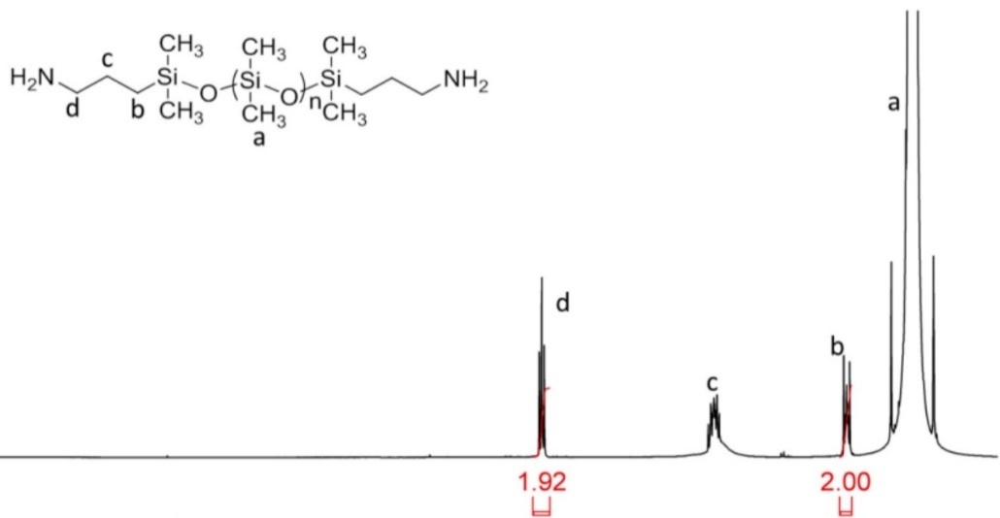 CH3 CH3 CH3
c
H2N Si O Si O n Si NH2
d b CH3 CH3 CH3
a
a
d
b
c
1.92 2.00